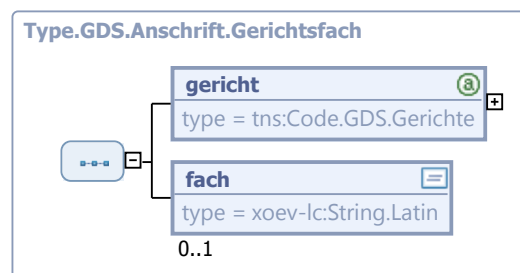 Type.GDS.Anschrift.Gerichtsfach
gericht
type = tns:Code.GDS.Gerichte
fach
type = xoev-lc:String.Latin
0..1